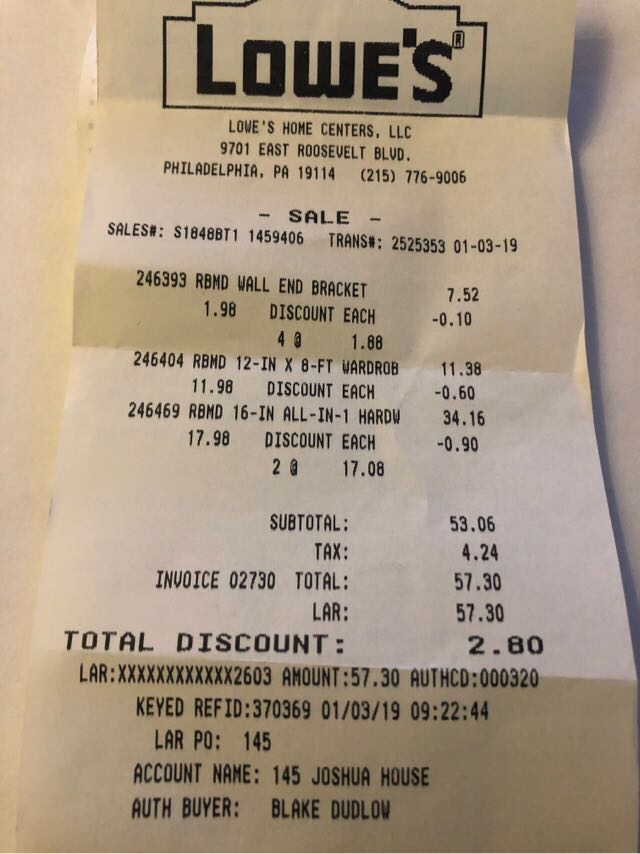 LOWE'S®
LOWE'S HOME CENTERS, LLC
9701 EAST ROOSEVELT BLVD.
PHILADELPHIA, PA 19114 (215) 776-9006
- SALE -
SALES#: S1848BT1 1459406 TRANS#: 2525353 01-03-19
246393 RBMD WALL END BRACKET 7.52
1.98 DISCOUNT EACH -0.10
4 @ 1.88
246404 RBMD 12-IN X 8-FT WARDROB 11.38
11.98 DISCOUNT EACH -0.60
246469 RBMD 16-IN ALL-IN-1 HARDW 34.16
17.98 DISCOUNT EACH -0.90
2 @ 17.08
SUBTOTAL: 53.06
TAX: 4.24
INVOICE 02730 TOTAL: 57.30
LAR: 57.30
TOTAL DISCOUNT: 2.80
LAR:XXXXXXXXXXXX2603 AMOUNT:57.30 AUTHCD:000320
KEYED REFID:370369 01/03/19 09:22:44
LAR PO: 145
ACCOUNT NAME: 145 JOSHUA HOUSE
AUTH BUYER: BLAKE DUDLOW